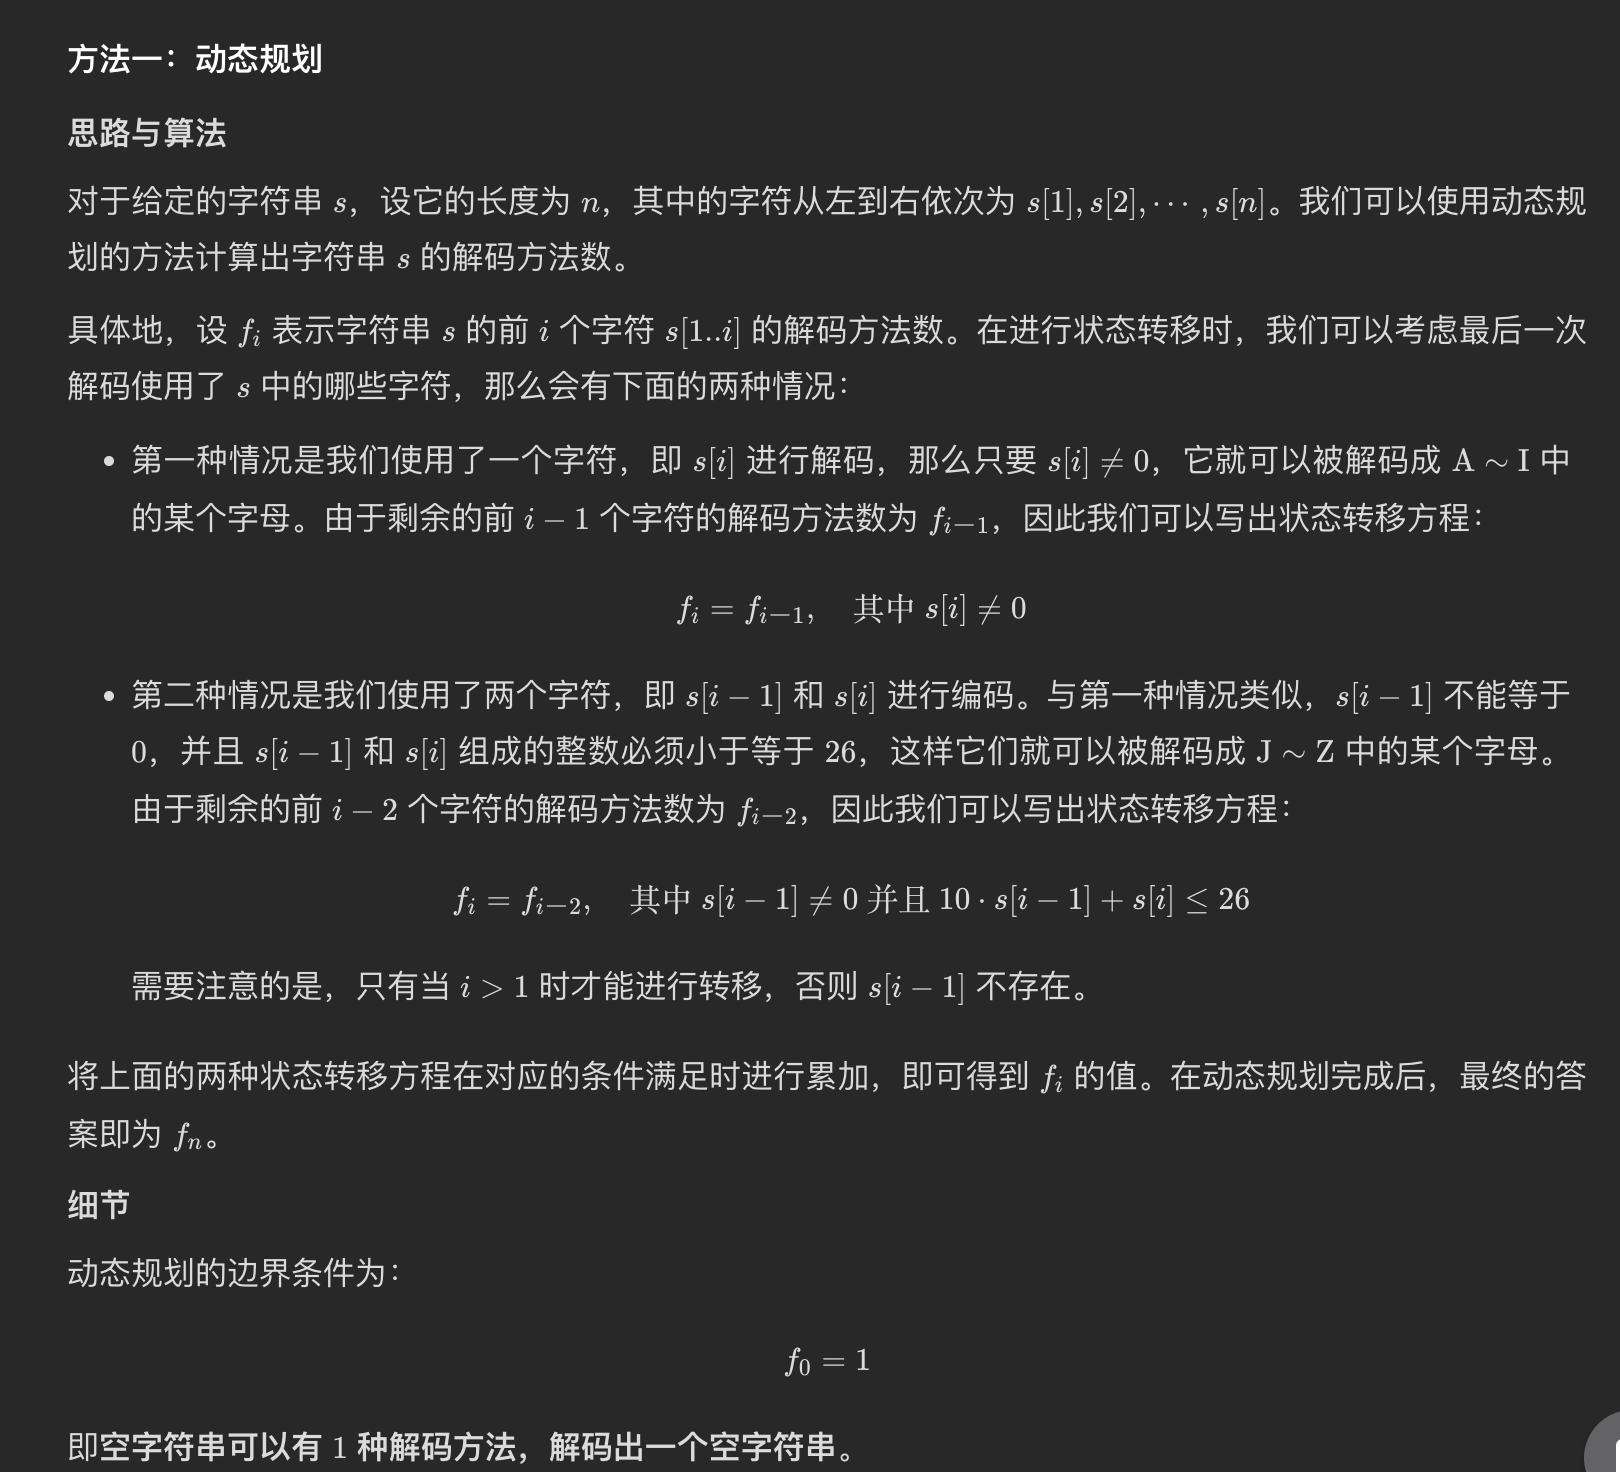 方法一：动态规划
思路与算法
对于给定的字符串 s，设它的长度为 n，其中的字符从左到右依次为 s[1], s[2], ⋯ , s[n]。我们可以使用动态规
划的方法计算出字符串 s 的解码方法数。
具体地，设 f_i 表示字符串 s 的前 i 个字符 s[1..i] 的解码方法数。在进行状态转移时，我们可以考虑最后一次
解码使用了 s 中的哪些字符，那么会有下面的两种情况：
• 第一种情况是我们使用了一个字符，即 s[i] 进行解码，那么只要 s[i] ≠ 0，它就可以被解码成 A ∼ I 中
的某个字母。由于剩余的前 i − 1 个字符的解码方法数为 f_{i−1}，因此我们可以写出状态转移方程：
f_i = f_{i−1}, 其中 s[i] ≠ 0
• 第二种情况是我们使用了两个字符，即 s[i − 1] 和 s[i] 进行编码。与第一种情况类似，s[i − 1] 不能等于
0，并且 s[i − 1] 和 s[i] 组成的整数必须小于等于 26，这样它们就可以被解码成 J ∼ Z 中的某个字母。
由于剩余的前 i − 2 个字符的解码方法数为 f_{i−2}，因此我们可以写出状态转移方程：
f_i = f_{i−2}, 其中 s[i − 1] ≠ 0 并且 10 · s[i − 1] + s[i] ≤ 26
需要注意的是，只有当 i > 1 时才能进行转移，否则 s[i − 1] 不存在。
将上面的两种状态转移方程在对应的条件满足时进行累加，即可得到 f_i 的值。在动态规划完成后，最终的答
案即为 f_n。
细节
动态规划的边界条件为：
f_0 = 1
即空字符串可以有 1 种解码方法，解码出一个空字符串。